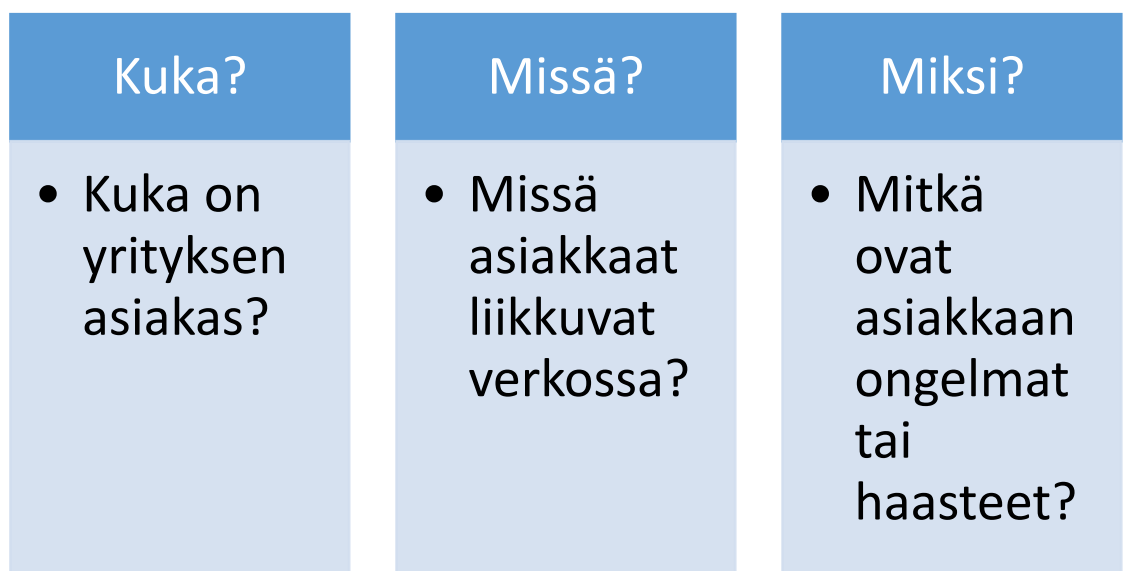 Kuka?
• Kuka on
yrityksen
asiakas?
Missä?
• Missä
asiakkaat
liikkuvat
verkossa?
Miksi?
• Mitkä
ovat
asiakkaan
ongelmat
tai
haasteet?